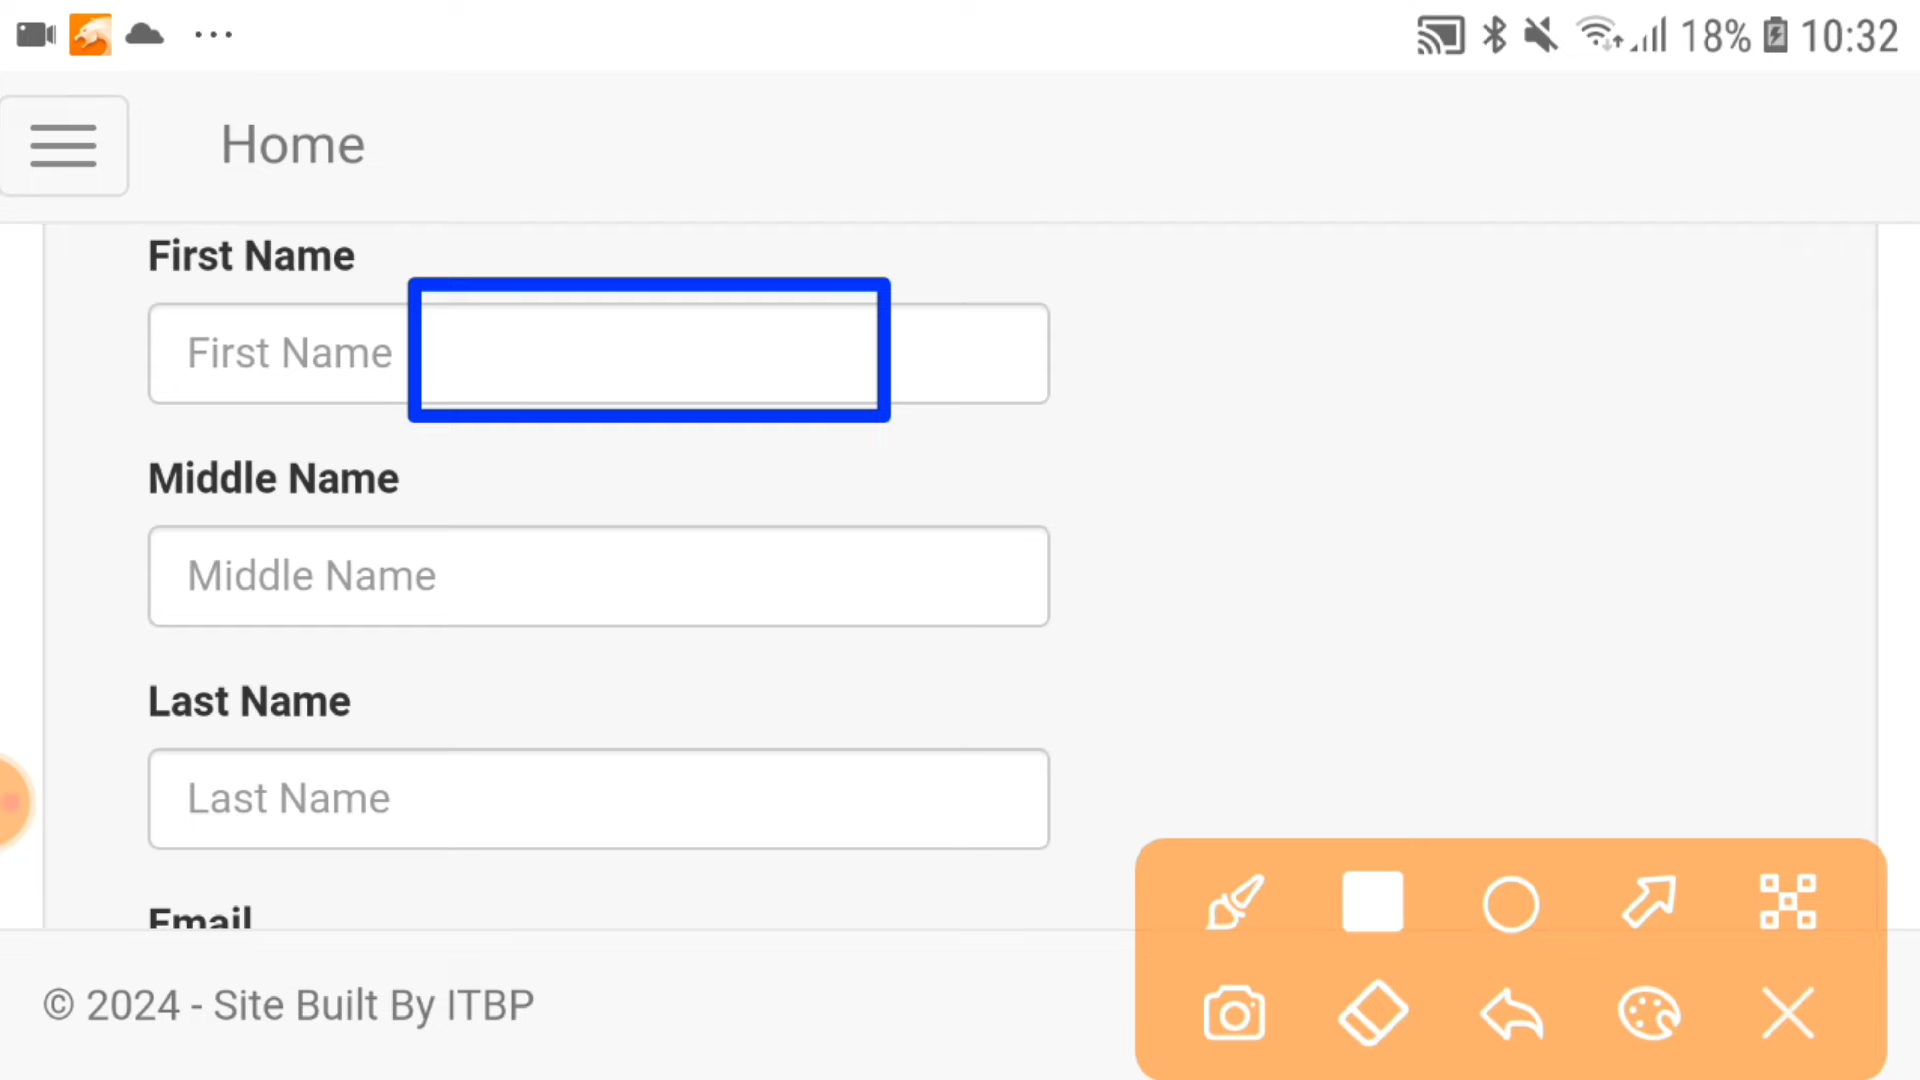 18% 10:32
Home
First Name
First Name
Middle Name
Middle Name
Last Name
Last Name
Email
© 2024 - Site Built By ITBP